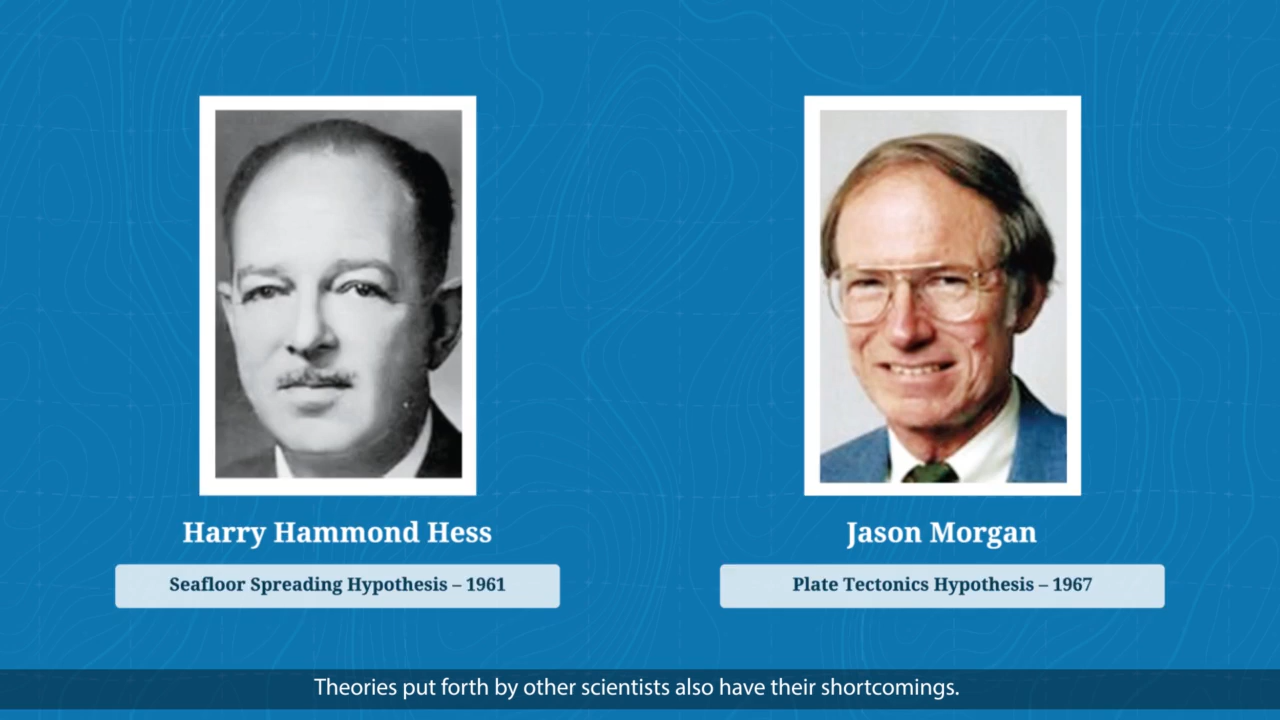 Harry Hammond Hess
Jason Morgan
Seafloor Spreading Hypothesis – 1961
Plate Tectonics Hypothesis – 1967
Theories put forth by other scientists also have their shortcomings.